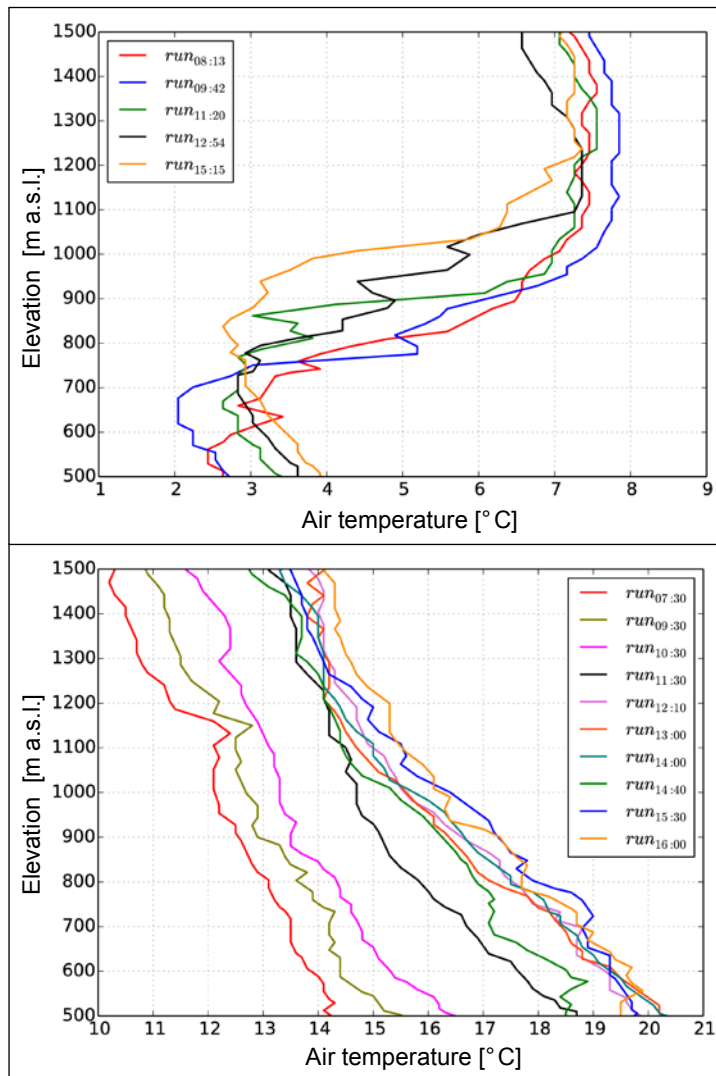 1500
1400
1300
1200
1100
1000
900
800
700
600
500
Elevation [m a.s.l.]
run08:13
run09:42
run11:20
run12:54
run15:15
1 2 3 4 5 6 7 8 9
Air temperature [°C]
1500
1400
1300
1200
1100
1000
900
800
700
600
500
Elevation [m a.s.l.]
run07:30
run09:30
run10:30
run11:30
run12:10
run13:00
run14:00
run14:40
run15:30
run16:00
10 11 12 13 14 15 16 17 18 19 20 21
Air temperature [°C]